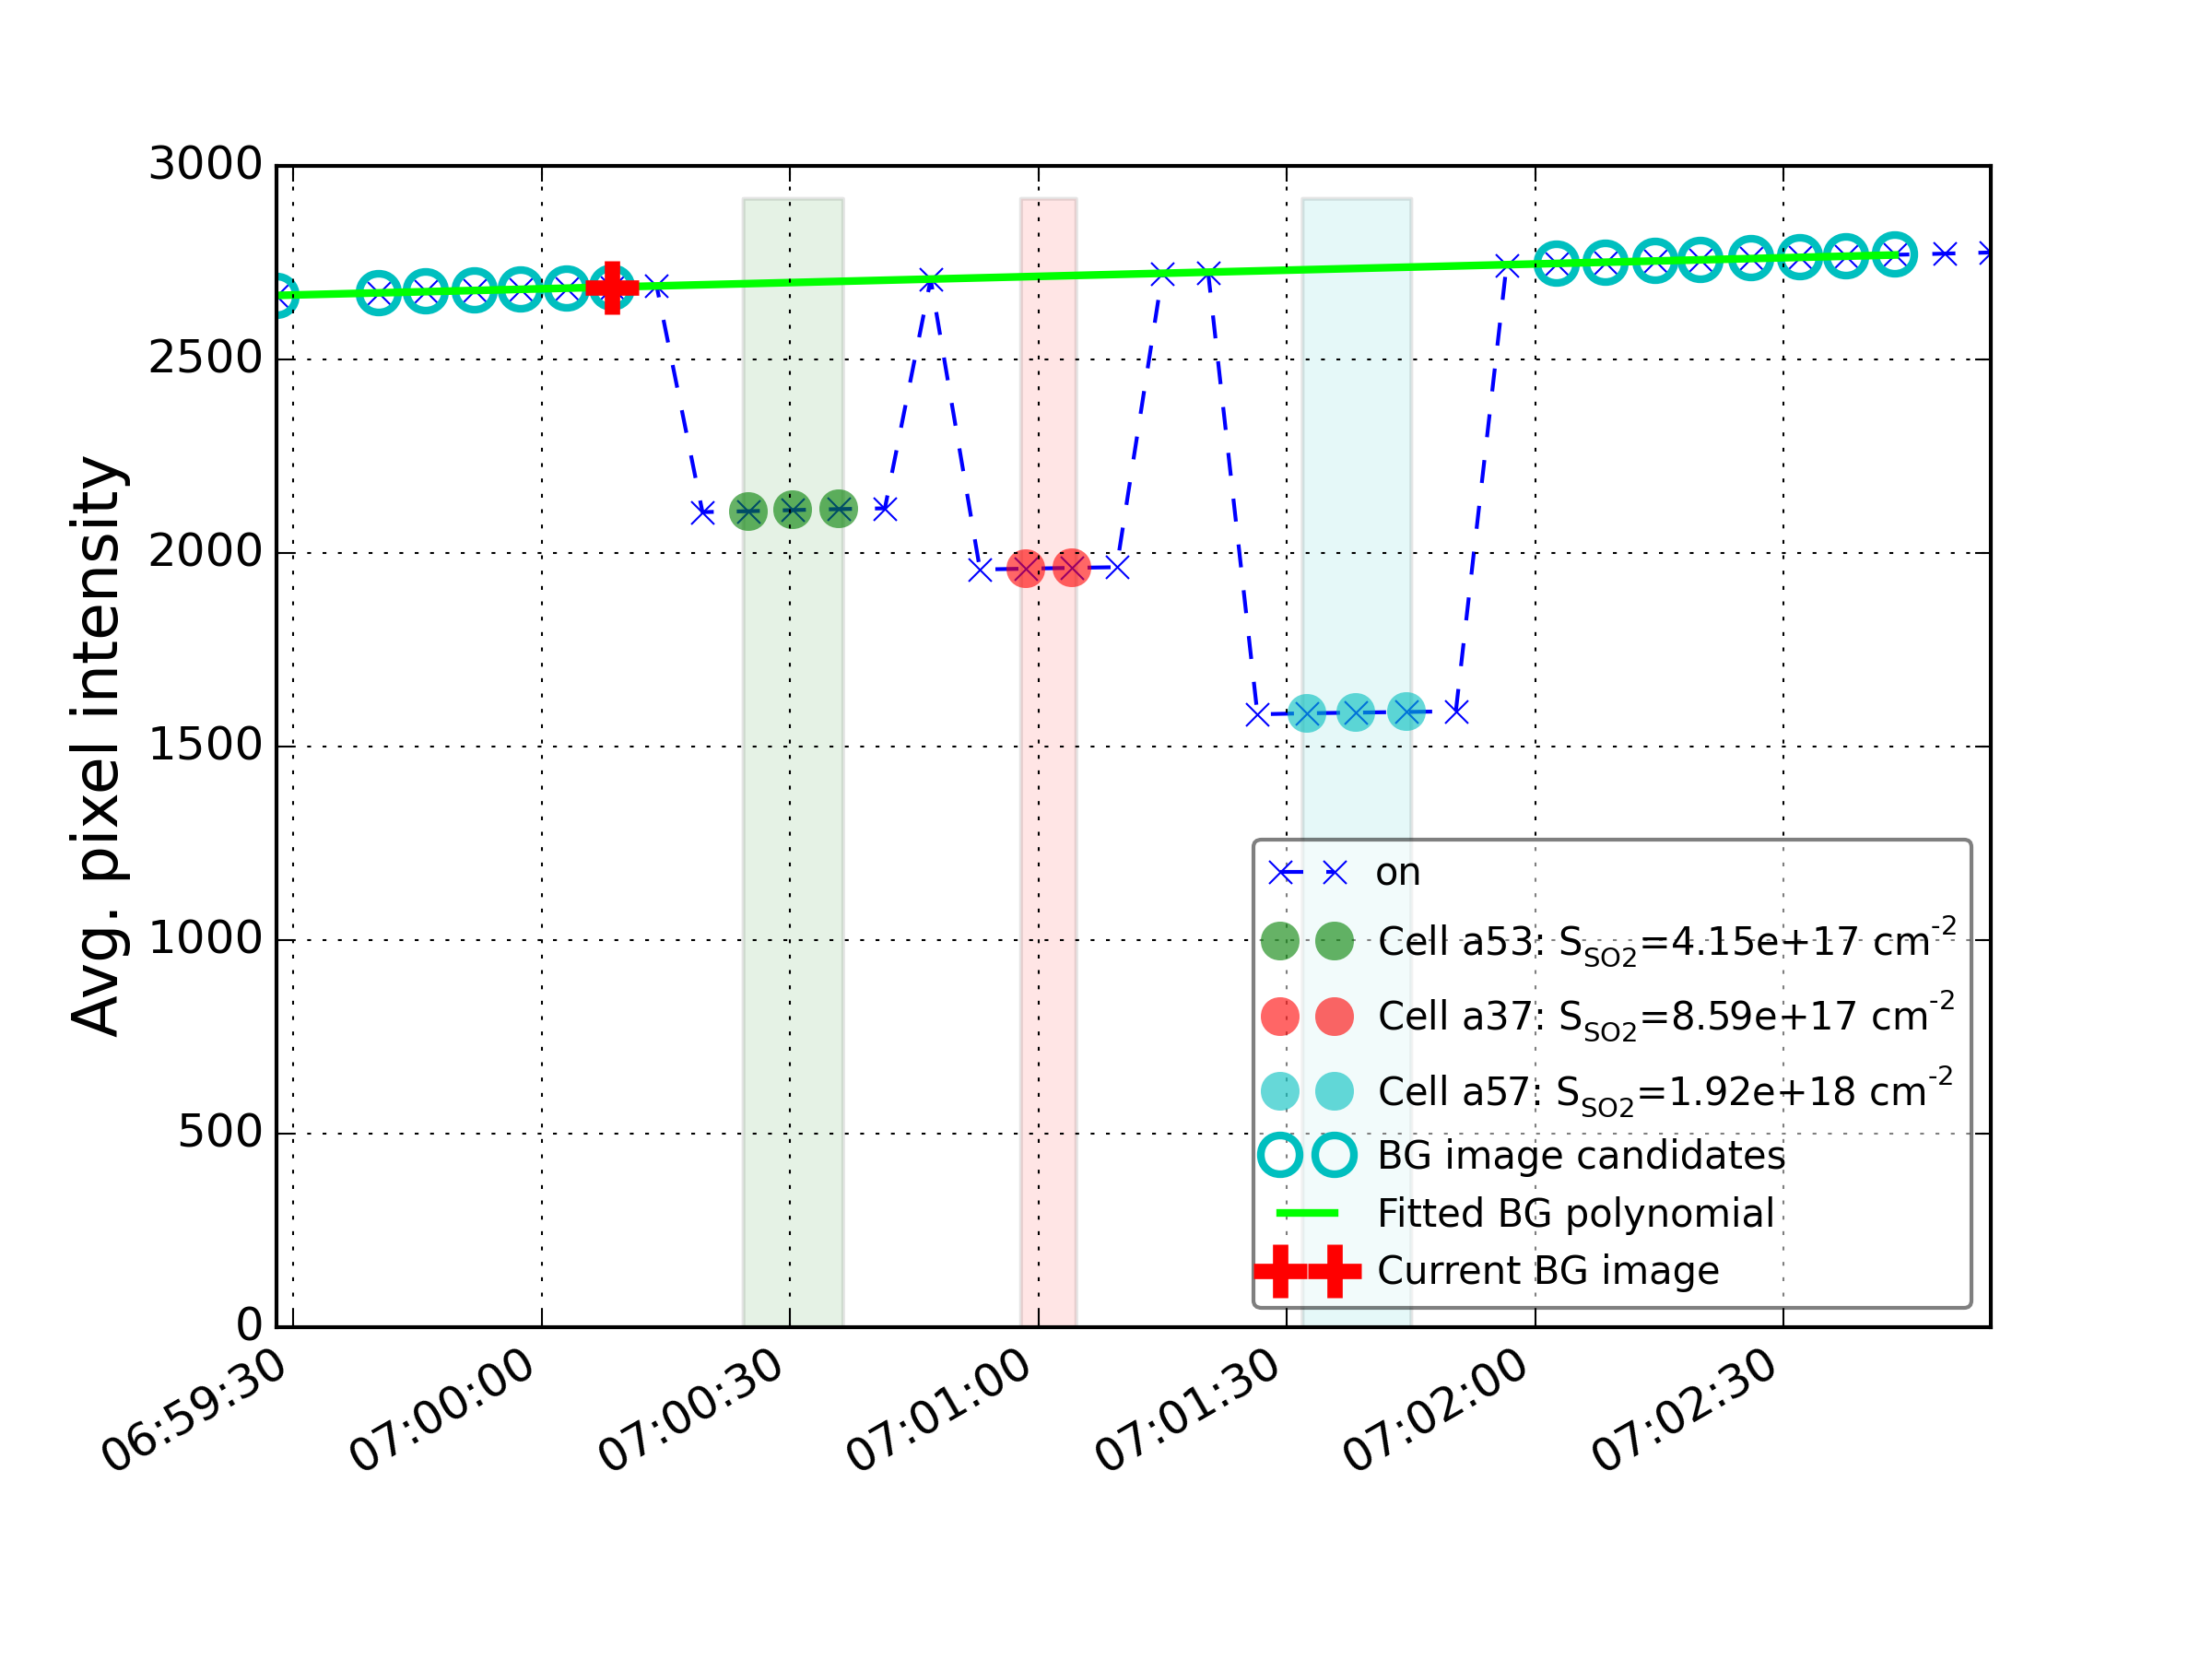 3000
2500
2000
1500
1000
500
0
Avg. pixel intensity
06:59:30
07:00:00
07:00:30
07:01:00
07:01:30
07:02:00
07:02:30
on
Cell a53: S_SO2=4.15e+17 cm^-2
Cell a37: S_SO2=8.59e+17 cm^-2
Cell a57: S_SO2=1.92e+18 cm^-2
BG image candidates
Fitted BG polynomial
Current BG image